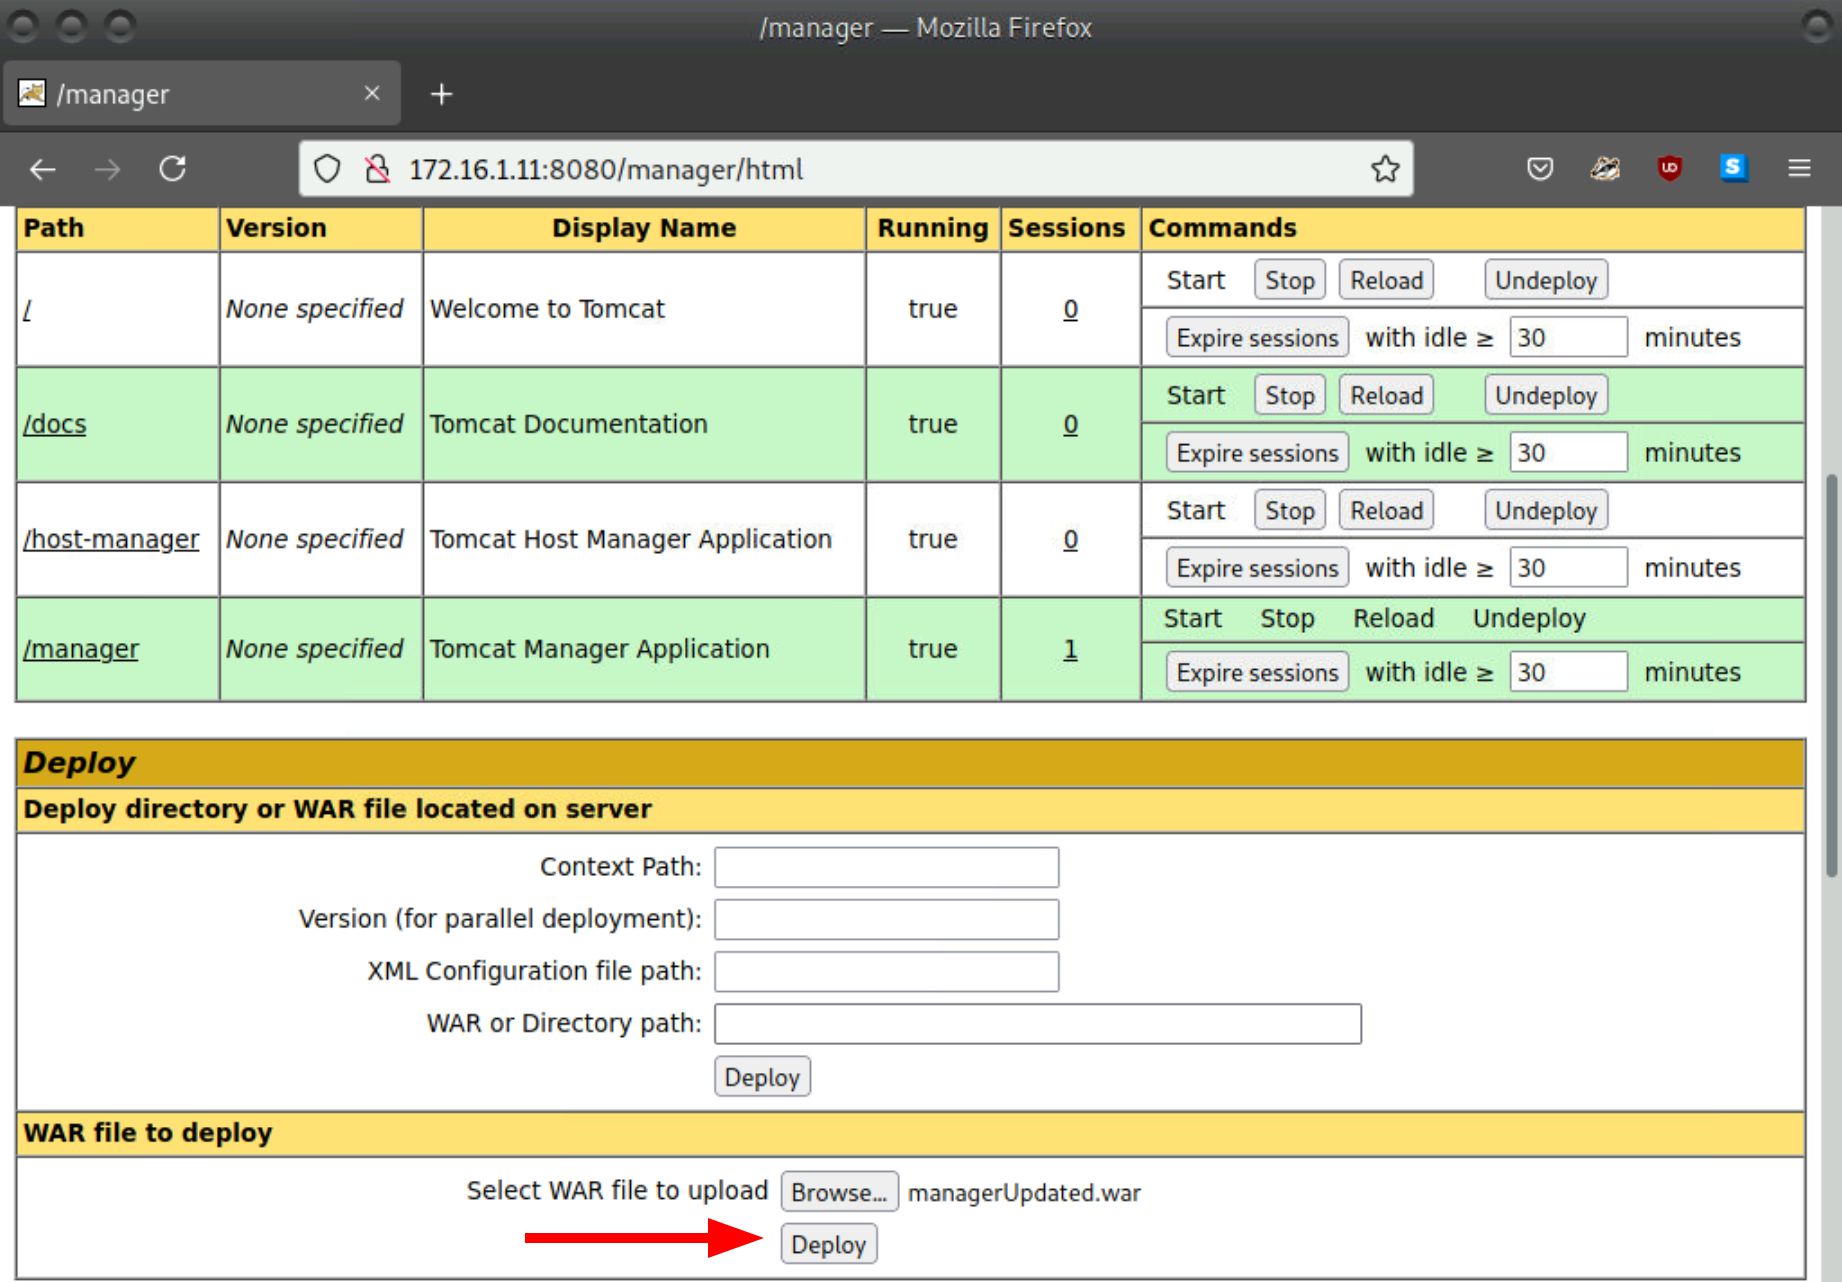 /manager — Mozilla Firefox
/manager
172.16.1.11:8080/manager/html
Path Version Display Name Running Sessions Commands
/ None specified Welcome to Tomcat true 0 Start Stop Reload Undeploy
Expire sessions with idle ≥ 30 minutes
/docs None specified Tomcat Documentation true 0 Start Stop Reload Undeploy
Expire sessions with idle ≥ 30 minutes
/host-manager None specified Tomcat Host Manager Application true 0 Start Stop Reload Undeploy
Expire sessions with idle ≥ 30 minutes
/manager None specified Tomcat Manager Application true 1 Start Stop Reload Undeploy
Expire sessions with idle ≥ 30 minutes
Deploy
Deploy directory or WAR file located on server
Context Path:
Version (for parallel deployment):
XML Configuration file path:
WAR or Directory path:
Deploy
WAR file to deploy
Select WAR file to upload Browse... managerUpdated.war
Deploy